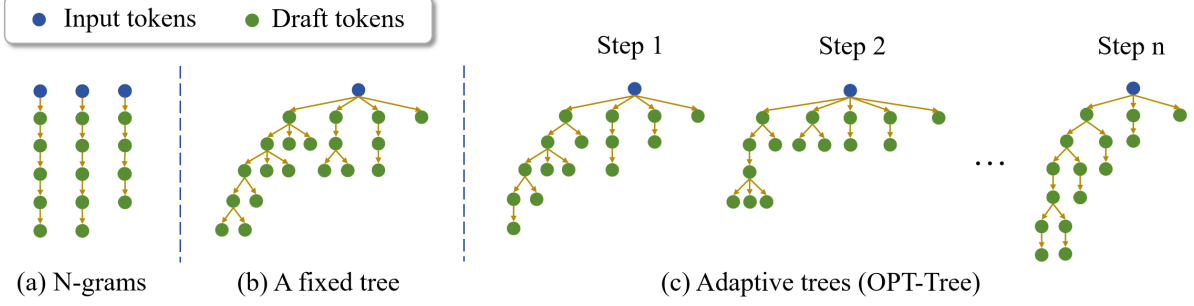 Input tokens Draft tokens
Step 1 Step 2 Step n
...
(a) N-grams (b) A fixed tree (c) Adaptive trees (OPT-Tree)